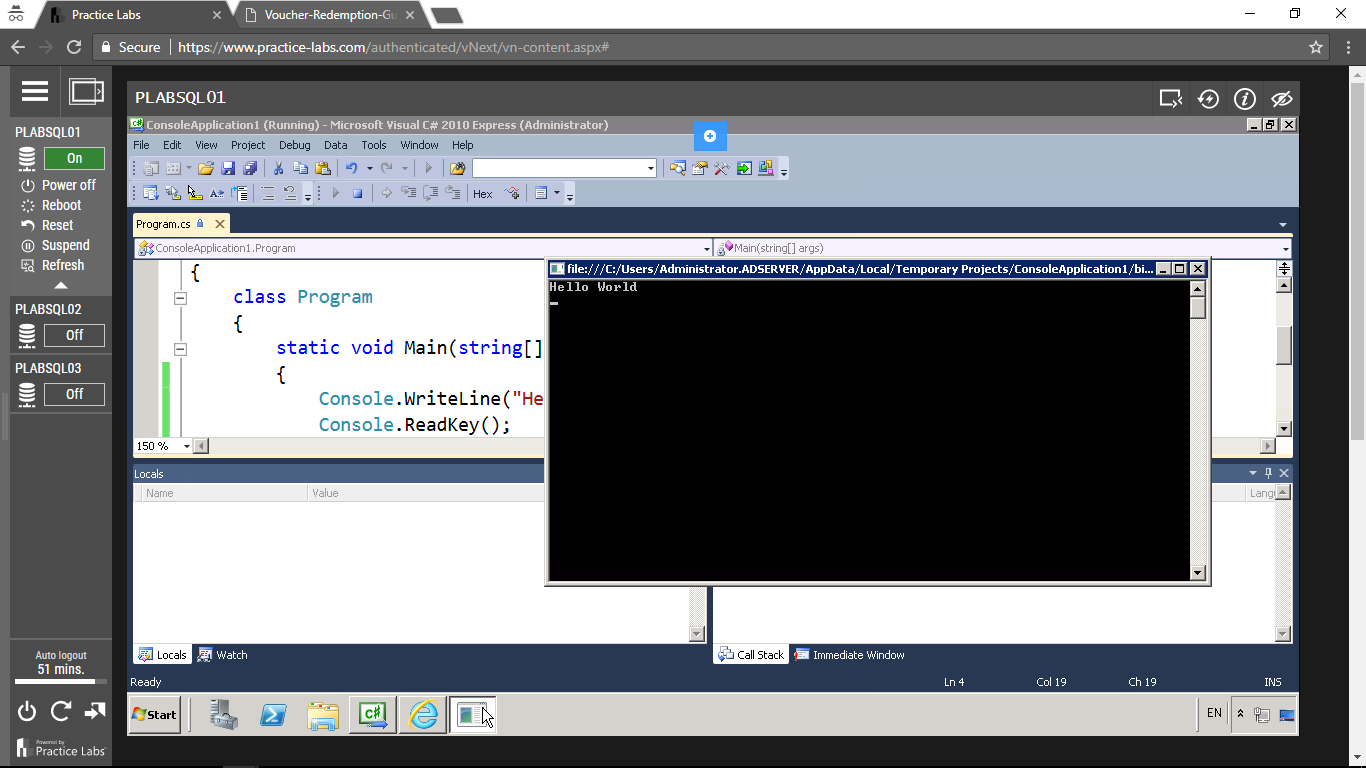 Practice Labs
Voucher-Redemption-Gu
Secure
https://www.practice-labs.com/authenticated/vNext/vn-content.aspx#
PLABSQL01
On
Power off
Reboot
Reset
Suspend
Refresh
PLABSQL02
Off
PLABSQL03
Off
Auto logout
51 mins.
Powered by
Practice Labs
PLABSQL01
ConsoleApplication1 (Running) - Microsoft Visual C# 2010 Express (Administrator)
File Edit View Project Debug Data Tools Window Help
Hex
Program.cs
ConsoleApplication1.Program
Main(string[] args)
{
class Program
{
static void Main(string[]
{
Console.WriteLine("He
Console.ReadKey();
150 %
file:///C:/Users/Administrator.ADSERVER/AppData/Local/Temporary Projects/ConsoleApplication1/bi...
Hello World
Locals
Name Value
Langu
Locals Watch
Call Stack Immediate Window
Ready Ln 4 Col 19 Ch 19 INS
Start
C#
EN